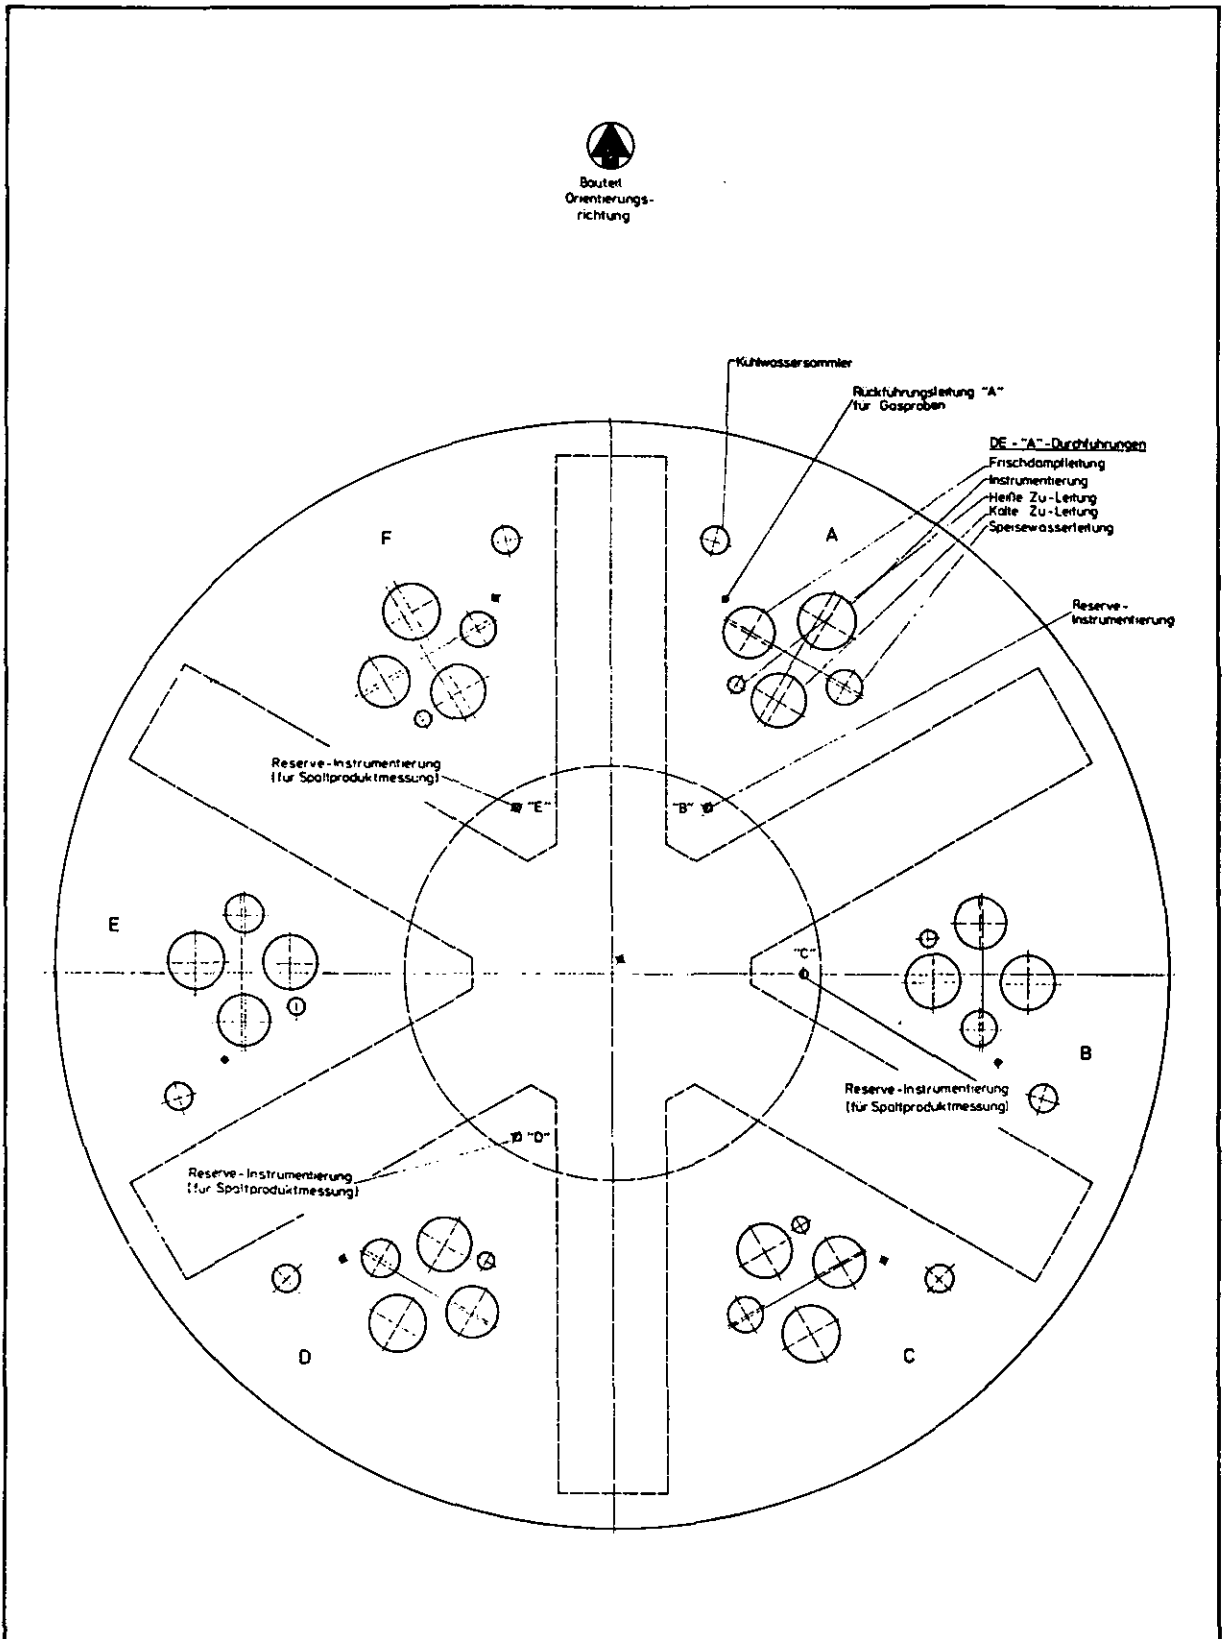 Bauteil
Orientierungs-
richtung
Kühlwassersammler
Rückführungsleitung "A"
für Gasproben
DE - "A" - Durchführungen
Frischdampfleitung
Instrumentierung
Heiße Zu-Leitung
Kalte Zu-Leitung
Speisewasserleitung
F
A
Reserve-
Instrumentierung
Reserve-Instrumentierung
(für Spaltproduktmessung)
"E"
"B"
E
"C"
B
Reserve-Instrumentierung
(für Spaltproduktmessung)
"D"
Reserve-Instrumentierung
(für Spaltproduktmessung)
D
C